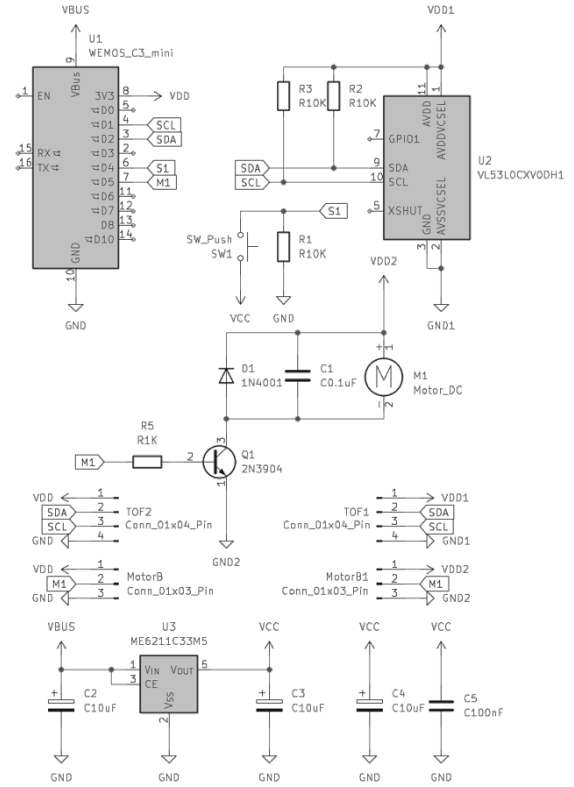 VBUS
VDD1
U1
WEMOS_C3_mini
9
VBus
1
EN
3V3
8
VDD
D0
5
D1
4
SCL
D2
3
SDA
15
RX
D3
2
16
TX
D4
6
S1
D5
7
M1
D6
11
D7
12
D8
13
D10
14
GND
10
GND
R3
R10K
R2
R10K
11
1
AVDD
AVDDVCSEL
7
GPIO1
U2
VL53L0CXV0DH1
SDA
9
SDA
SCL
10
SCL
5
XSHUT
GND
AVSSVCSEL
3
2
GND1
S1
SW_Push
SW1
R1
R10K
VCC
GND
VDD2
D1
1N4001
C1
C0.1uF
+
1
M
M1
Motor_DC
-
2
R5
R1K
M1
2
3
Q1
2N3904
1
GND2
VDD
1
SDA
2
TOF2
SCL
3
Conn_01x04_Pin
GND
4
VDD
1
MotorB
M1
2
Conn_01x03_Pin
GND
3
1
VDD1
TOF1
2
SDA
Conn_01x04_Pin
3
SCL
4
GND1
1
VDD2
MotorB1
2
M1
Conn_01x03_Pin
3
GND2
VBUS
U3
ME6211C33M5
VCC
VCC
VCC
1
VIN
VOUT
5
3
CE
Vss
2
+
C2
C10uF
+
C3
C10uF
+
C4
C10uF
C5
C100nF
GND
GND
GND
GND
GND